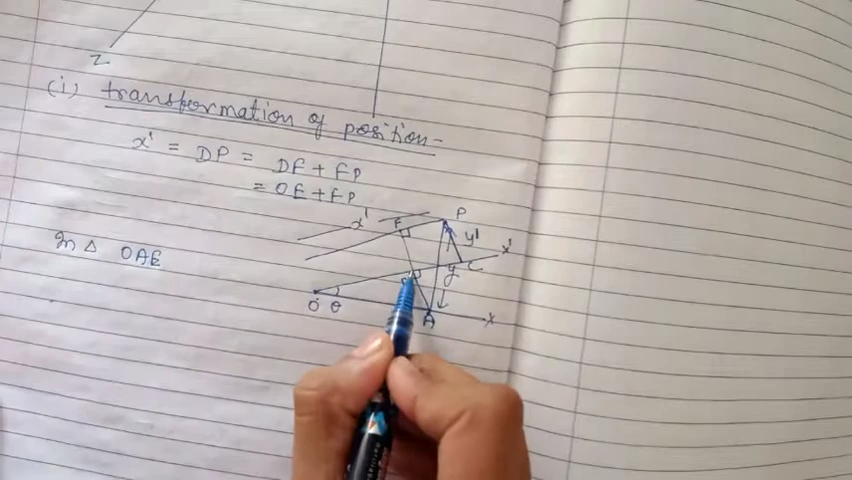 Z
(i) transformation of position-
x' = DP = DF + FP
= OE + FP
In △ OAE
x'
F
P
y'
x'
C
y
O
θ
A
X